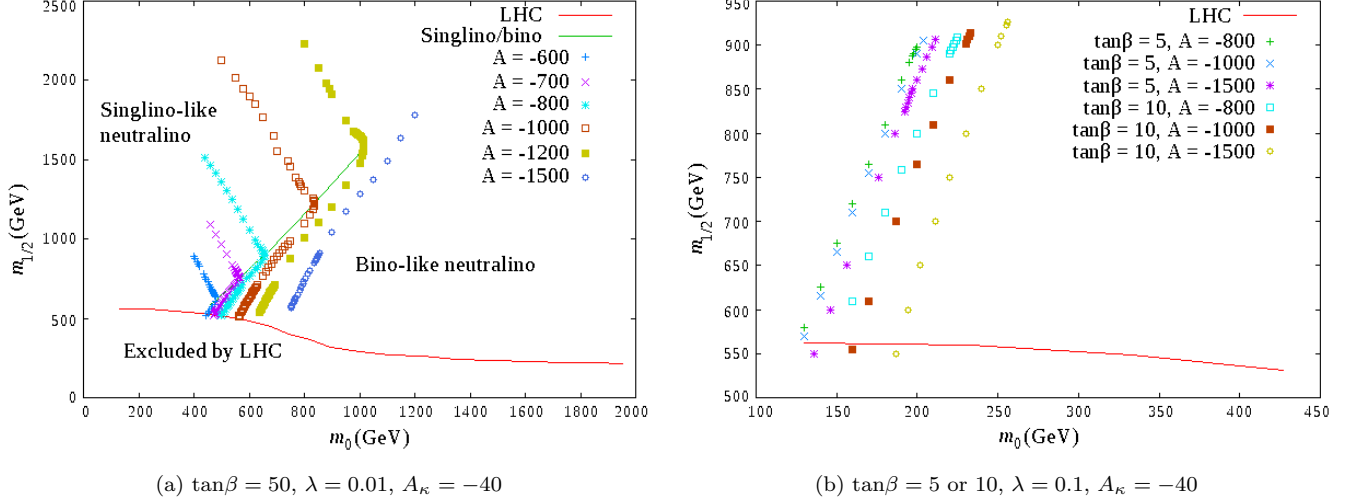 LHC
Singlino/bino
A = -600
A = -700
A = -800
A = -1000
A = -1200
A = -1500
Singlino-like
neutralino
Bino-like neutralino
Excluded by LHC
2500
2000
1500
1000
500
0
m1/2(GeV)
0 200 400 600 800 1000 1200 1400 1600 1800 2000
m0(GeV)
(a) tanβ = 50, λ = 0.01, Aκ = −40
LHC
tanβ = 5, A = -800
tanβ = 5, A = -1000
tanβ = 5, A = -1500
tanβ = 10, A = -800
tanβ = 10, A = -1000
tanβ = 10, A = -1500
950
900
850
800
750
700
650
600
550
500
m1/2(GeV)
100 150 200 250 300 350 400 450
m0(GeV)
(b) tanβ = 5 or 10, λ = 0.1, Aκ = −40